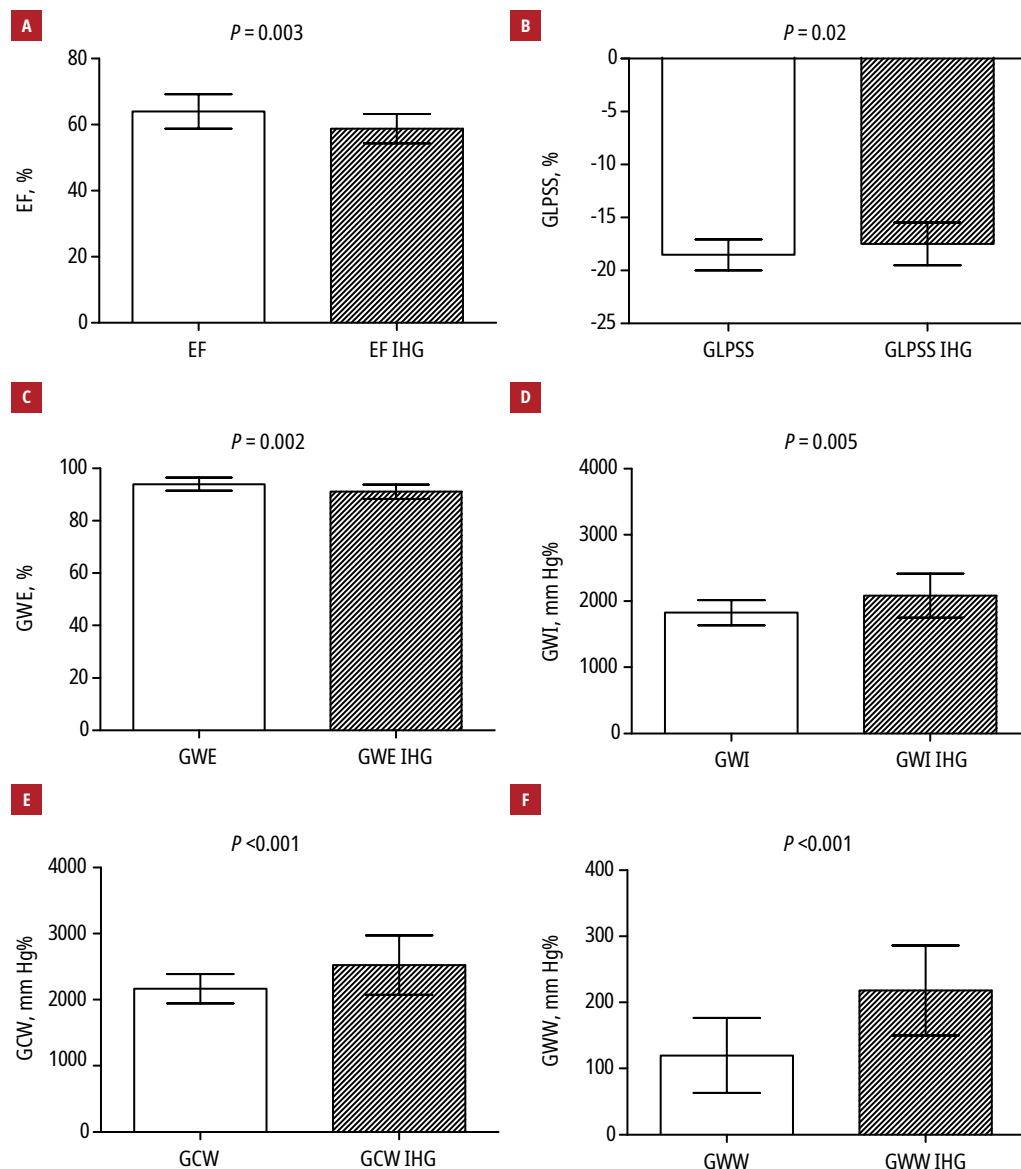 A
P = 0.003
EF, %
80
60
40
20
0
EF
EF IHG
B
P = 0.02
GLPSS, %
0
-5
-10
-15
-20
-25
GLPSS
GLPSS IHG
C
P = 0.002
GWE, %
100
80
60
40
20
0
GWE
GWE IHG
D
P = 0.005
GWI, mm Hg%
4000
3000
2000
1000
0
GWI
GWI IHG
E
P <0.001
GCW, mm Hg%
4000
3000
2000
1000
0
GCW
GCW IHG
F
P <0.001
GWW, mm Hg%
400
300
200
100
0
GWW
GWW IHG